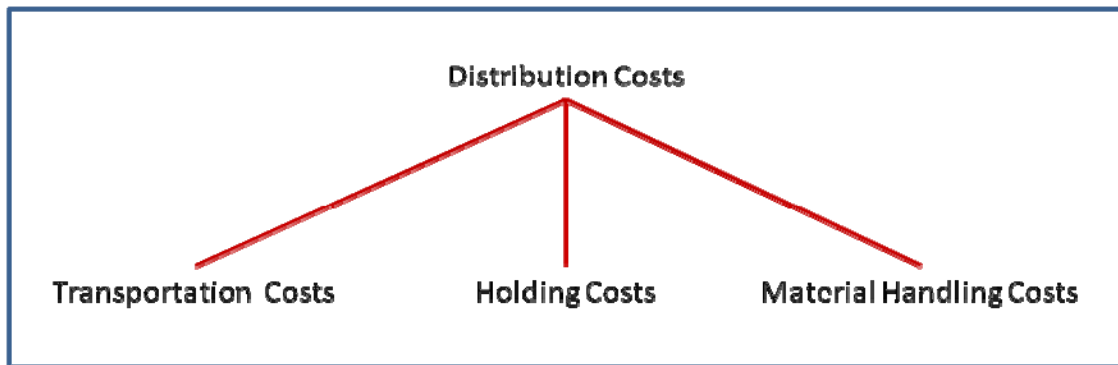 Distribution Costs
Transportation Costs
Holding Costs
Material Handling Costs